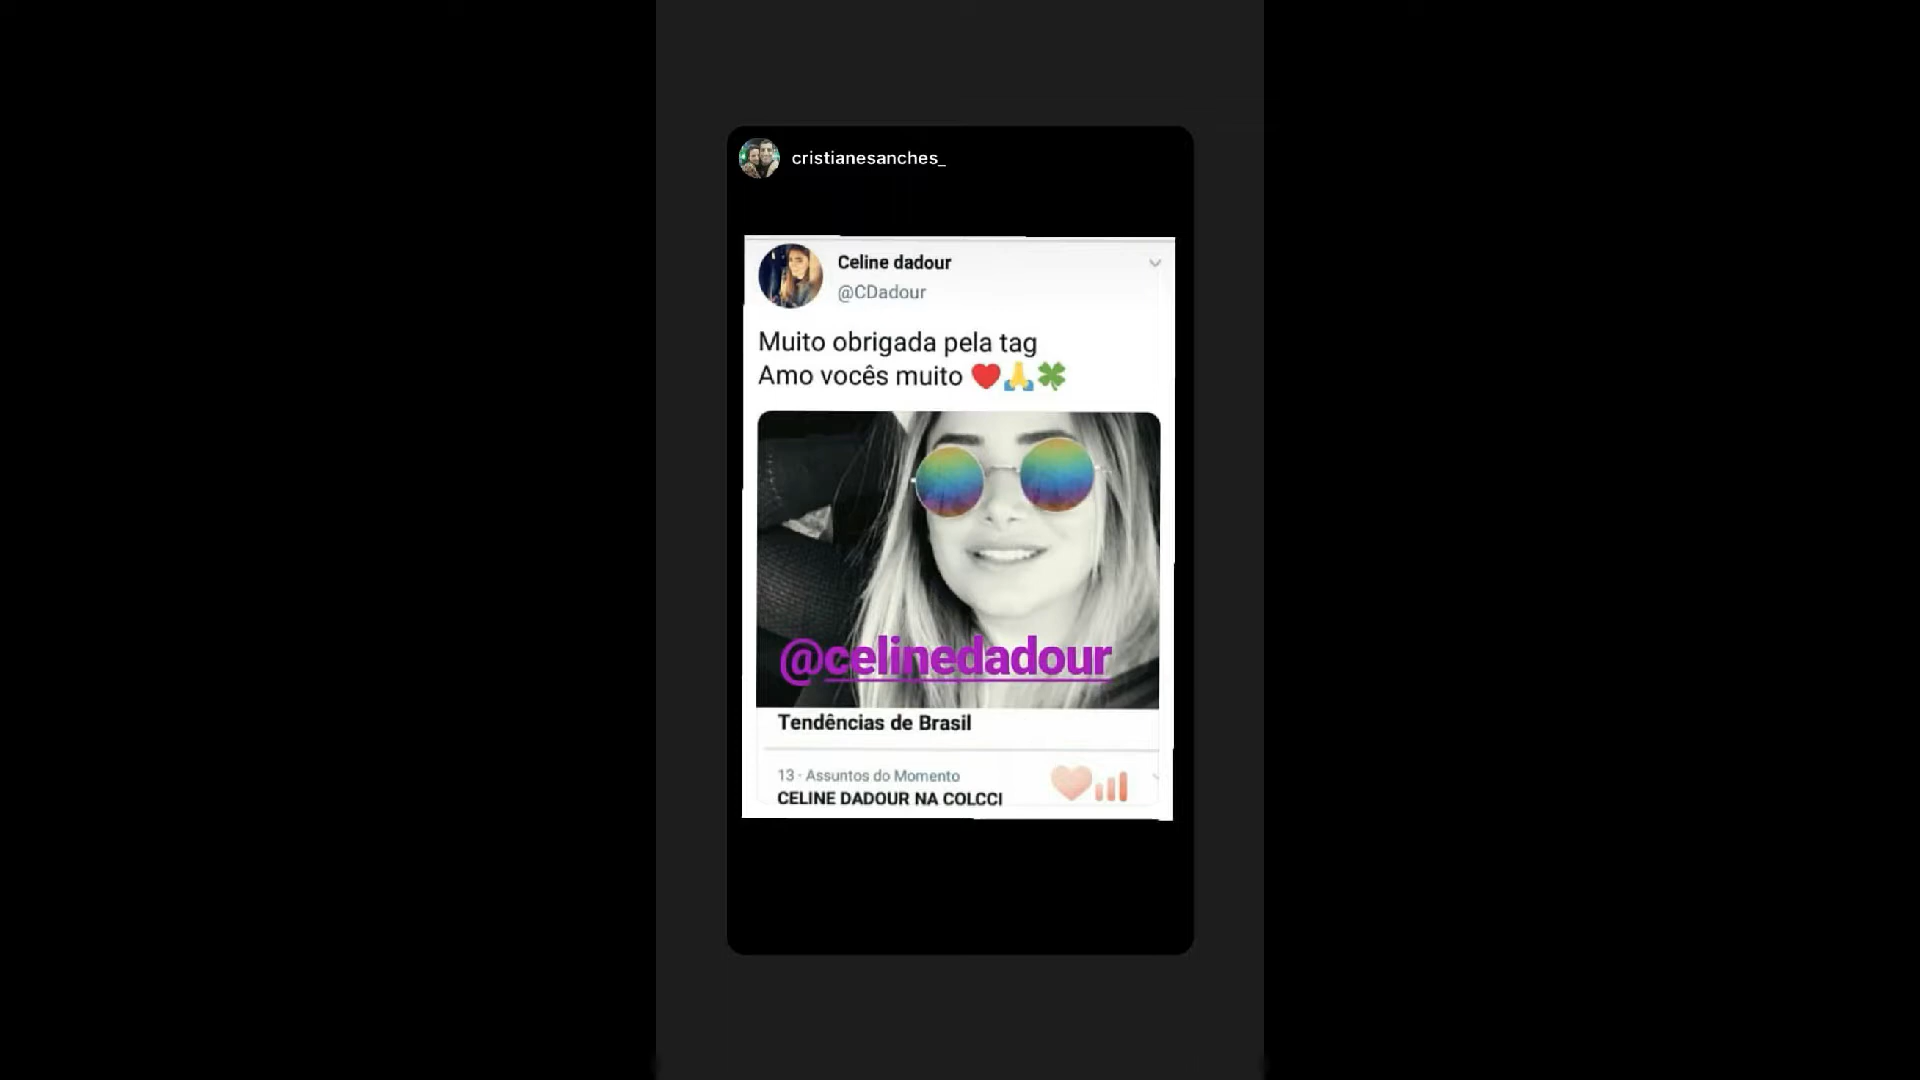 cristianesanches_
Celine dadour
@CDadour
Muito obrigada pela tag
Amo vocês muito ❤️🙏🍀
@celinedadour
Tendências de Brasil
13 · Assuntos do Momento
CELINE DADOUR NA COLCCI